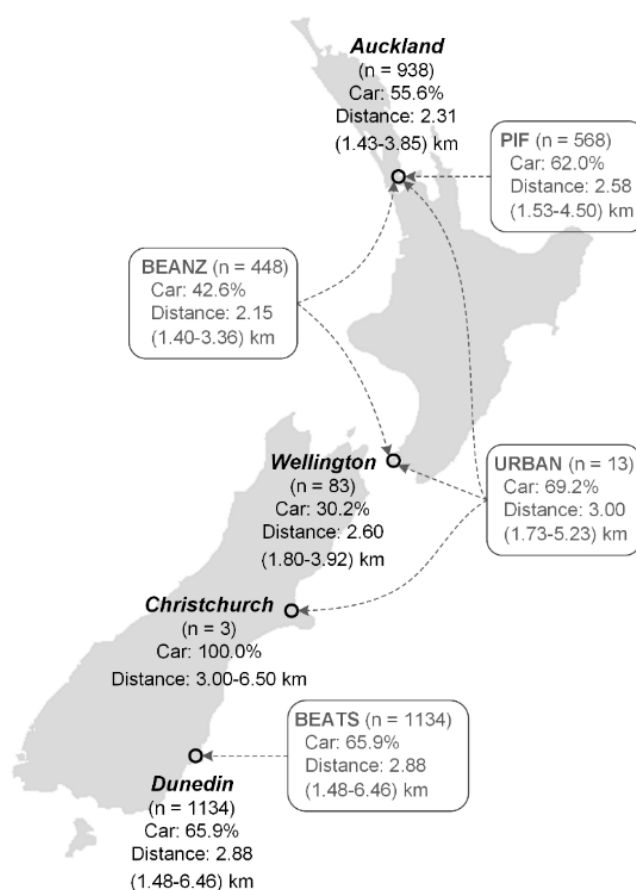 Auckland
(n = 938)
Car: 55.6%
Distance: 2.31
(1.43-3.85) km
PIF (n = 568)
Car: 62.0%
Distance: 2.58
(1.53-4.50) km
BEANZ (n = 448)
Car: 42.6%
Distance: 2.15
(1.40-3.36) km
Wellington
(n = 83)
Car: 30.2%
Distance: 2.60
(1.80-3.92) km
URBAN (n = 13)
Car: 69.2%
Distance: 3.00
(1.73-5.23) km
Christchurch
(n = 3)
Car: 100.0%
Distance: 3.00-6.50 km
BEATS (n = 1134)
Car: 65.9%
Distance: 2.88
(1.48-6.46) km
Dunedin
(n = 1134)
Car: 65.9%
Distance: 2.88
(1.48-6.46) km